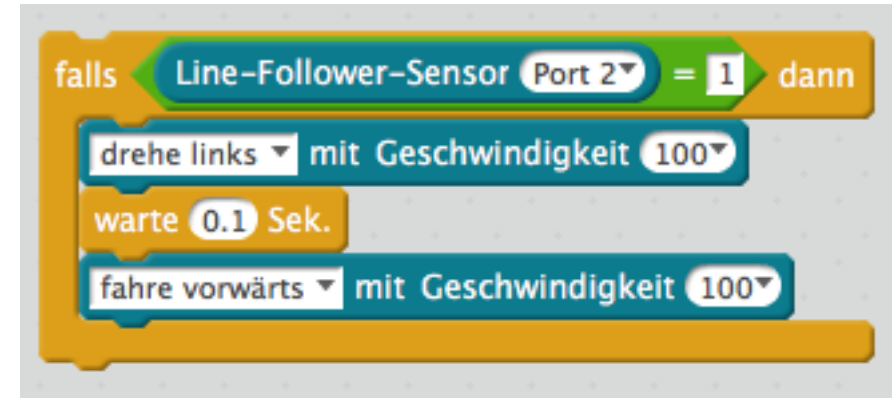 falls Line-Follower-Sensor Port 2 = 1 dann
drehe links mit Geschwindigkeit 100
warte 0.1 Sek.
fahre vorwärts mit Geschwindigkeit 100